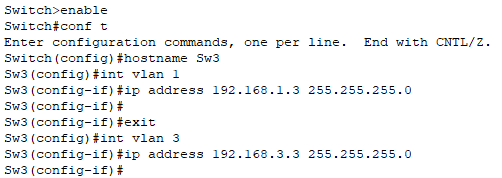 Switch>enable
Switch#conf t
Enter configuration commands, one per line.  End with CNTL/Z.
Switch(config)#hostname Sw3
Sw3(config)#int vlan 1
Sw3(config-if)#ip address 192.168.1.3 255.255.255.0
Sw3(config-if)#
Sw3(config-if)#exit
Sw3(config)#int vlan 3
Sw3(config-if)#ip address 192.168.3.3 255.255.255.0
Sw3(config-if)#